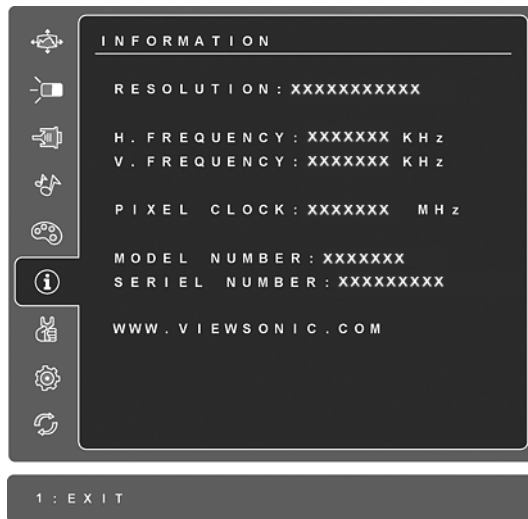 INFORMATION
RESOLUTION: XXXXXXXXXXX
H. FREQUENCY: XXXXXXX KHz
V. FREQUENCY: XXXXXXX KHz
PIXEL CLOCK: XXXXXXX MHz
MODEL NUMBER: XXXXXXX
SERIEL NUMBER: XXXXXXXXX
WWW.VIEWSONIC.COM
1: EXIT